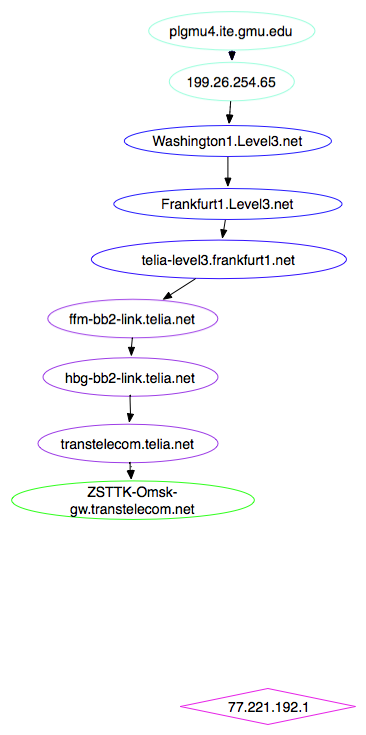 plgmu4.ite.gmu.edu
199.26.254.65
Washington1.Level3.net
Frankfurt1.Level3.net
telia-level3.frankfurt1.net
ffm-bb2-link.telia.net
hbg-bb2-link.telia.net
transtelecom.telia.net
ZSTTK-Omsk-
gw.transtelecom.net
77.221.192.1